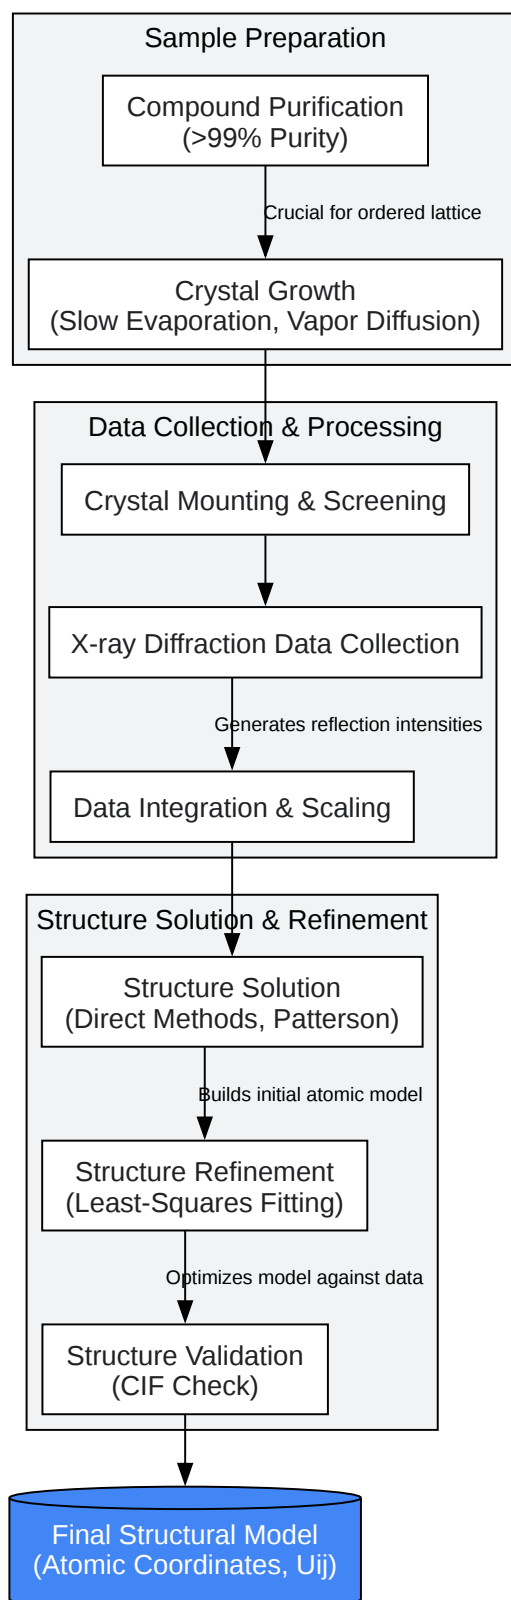 Sample Preparation
Compound Purification
(>99% Purity)
Crucial for ordered lattice
Crystal Growth
(Slow Evaporation, Vapor Diffusion)
Data Collection & Processing
Crystal Mounting & Screening
X-ray Diffraction Data Collection
Generates reflection intensities
Data Integration & Scaling
Structure Solution & Refinement
Structure Solution
(Direct Methods, Patterson)
Builds initial atomic model
Structure Refinement
(Least-Squares Fitting)
Optimizes model against data
Structure Validation
(CIF Check)
Final Structural Model
(Atomic Coordinates, Uij)